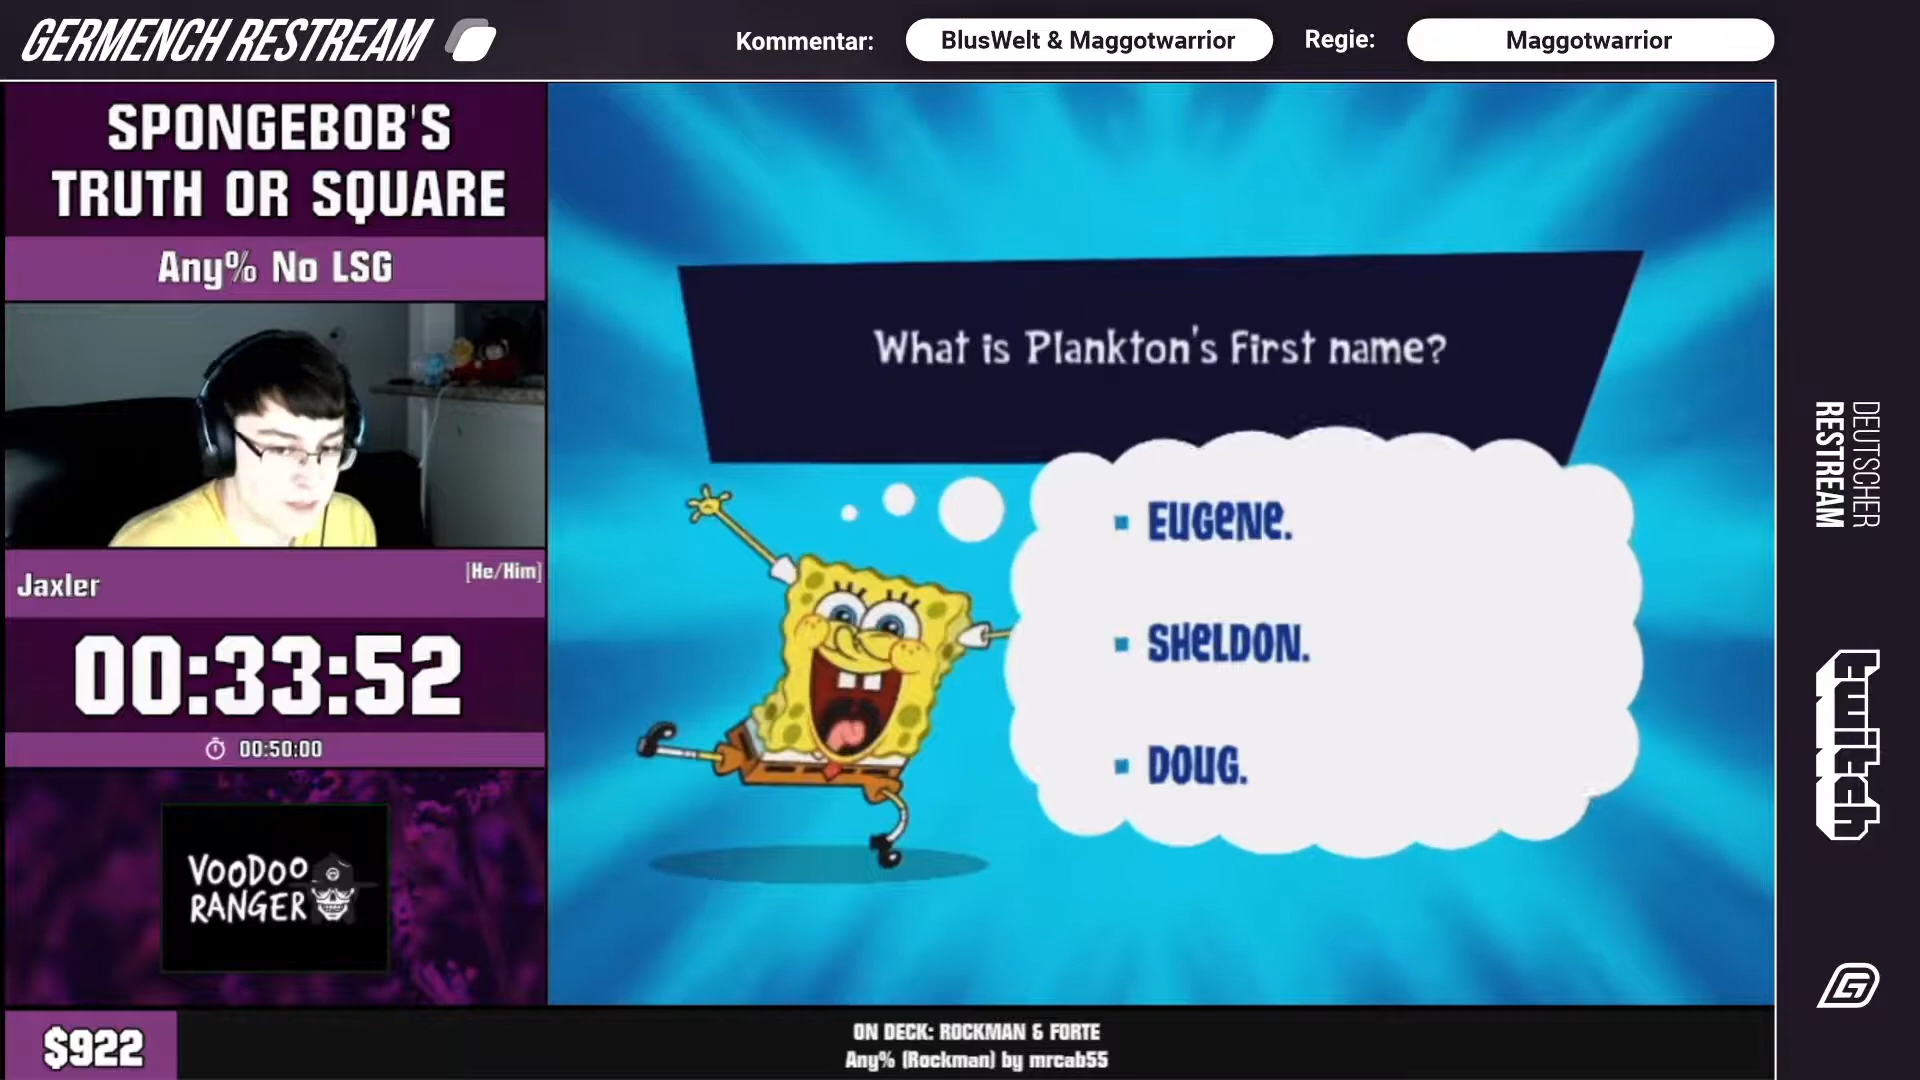 GERMENCH RESTREAM
Kommentar:
BlusWelt & Maggotwarrior
Regie:
Maggotwarrior
SPONGEBOB'S
TRUTH OR SQUARE
Any% No LSG
Jaxler
[He/Him]
00:33:52
00:50:00
VOODOO
RANGER
$922
What is Plankton's first name?
EUGENE.
SHELDON.
DOUG.
ON DECK: ROCKMAN & FORTE
Any% (Rockman) by mrcab55
DEUTSCHER
RESTREAM
twitch
G